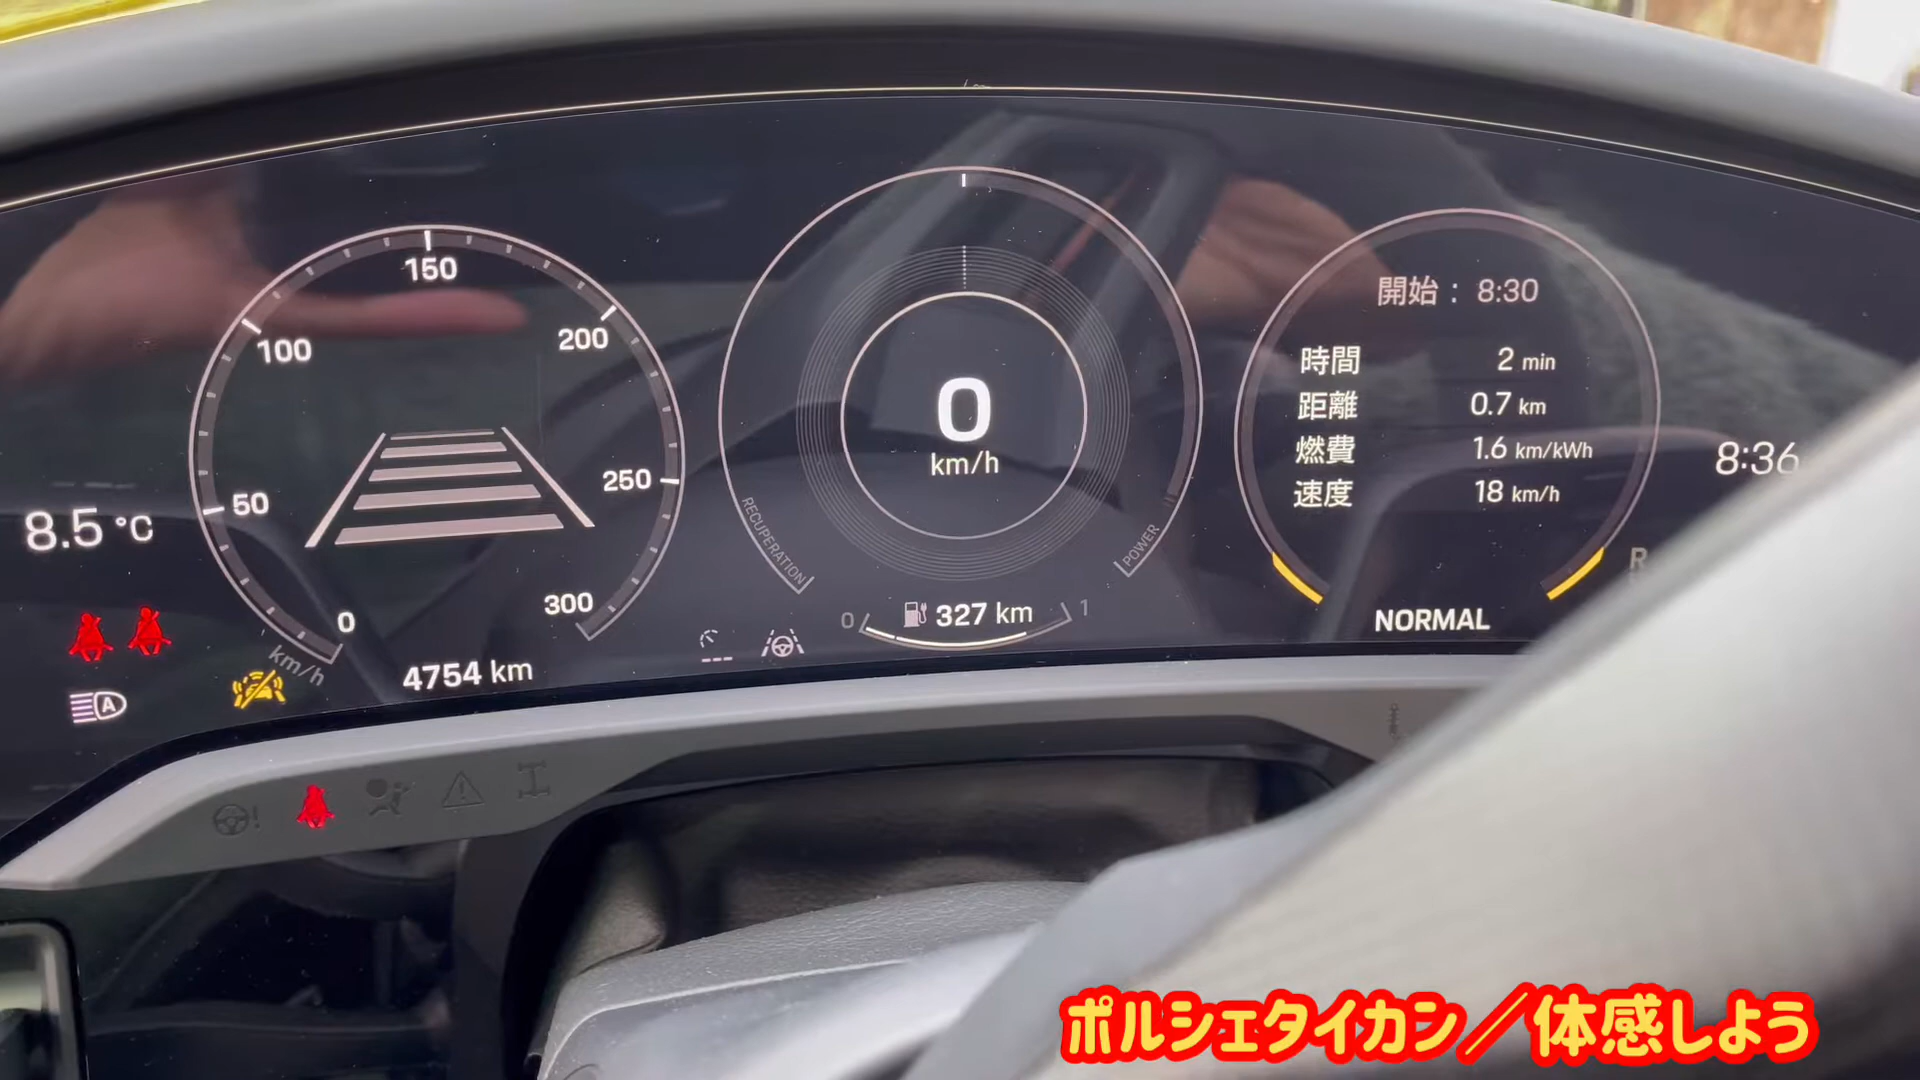 150
100
200
50
250
0
300
km/h
8.5 °C
4754 km
0
km/h
RECUPERATION
POWER
0
327 km
1
開始： 8:30
時間 2 min
距離 0.7 km
燃費 1.6 km/kWh
速度 18 km/h
NORMAL
8:36
R
A
ポルシェタイカン／体感しよう